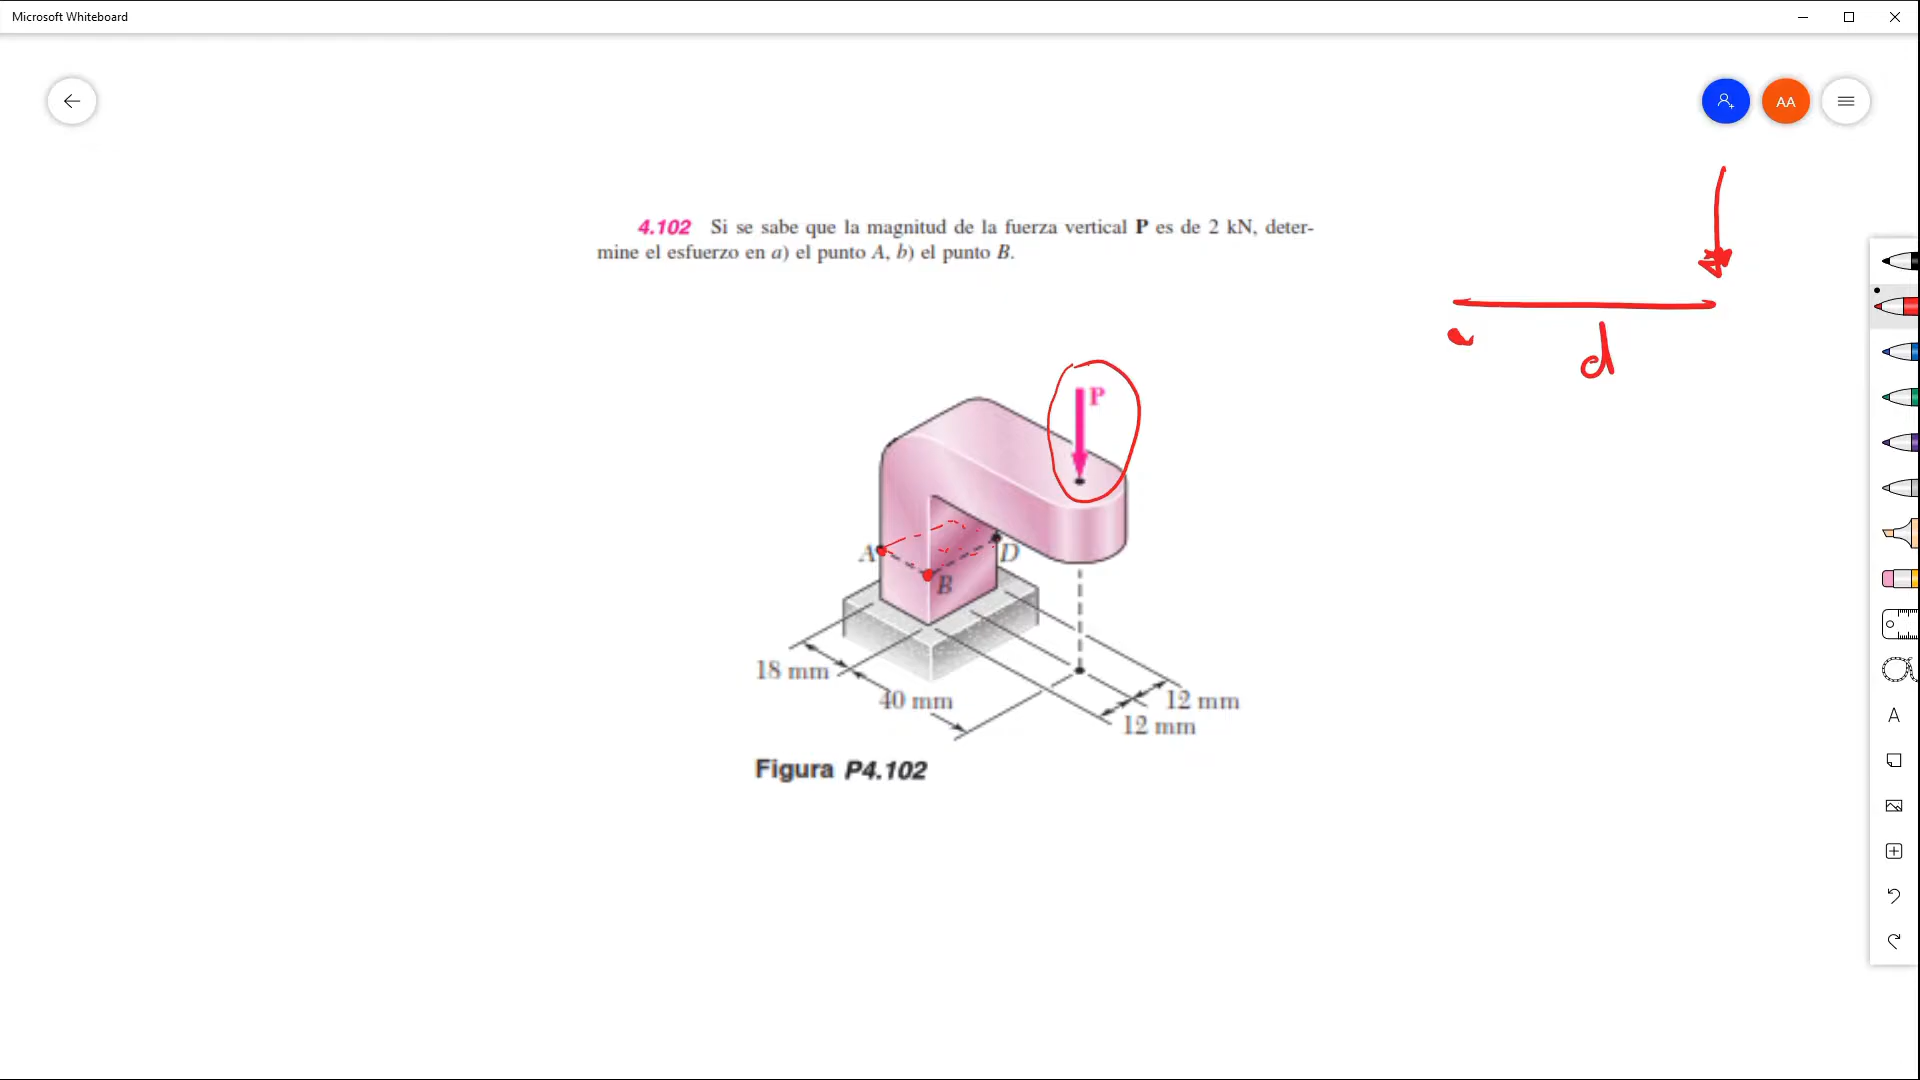 Microsoft Whiteboard
AA
4.102 Si se sabe que la magnitud de la fuerza vertical P es de 2 kN, deter-
mine el esfuerzo en a) el punto A, b) el punto B.
d
P
A
D
B
18 mm
40 mm
12 mm
12 mm
Figura P4.102
A